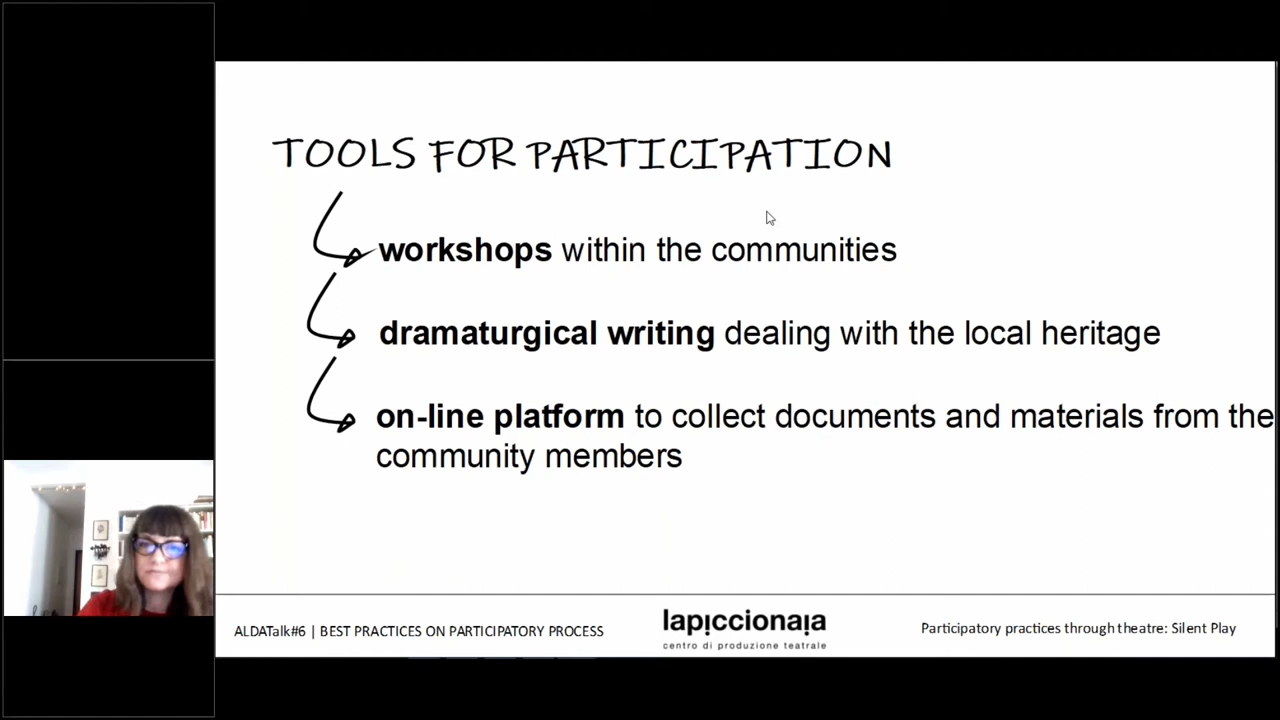 TOOLS FOR PARTICIPATION
workshops within the communities
dramaturgical writing dealing with the local heritage
on-line platform to collect documents and materials from the
community members
ALDATalk#6 | BEST PRACTICES ON PARTICIPATORY PROCESS
lapiccionaia
centro di produzione teatrale
Participatory practices through theatre: Silent Play